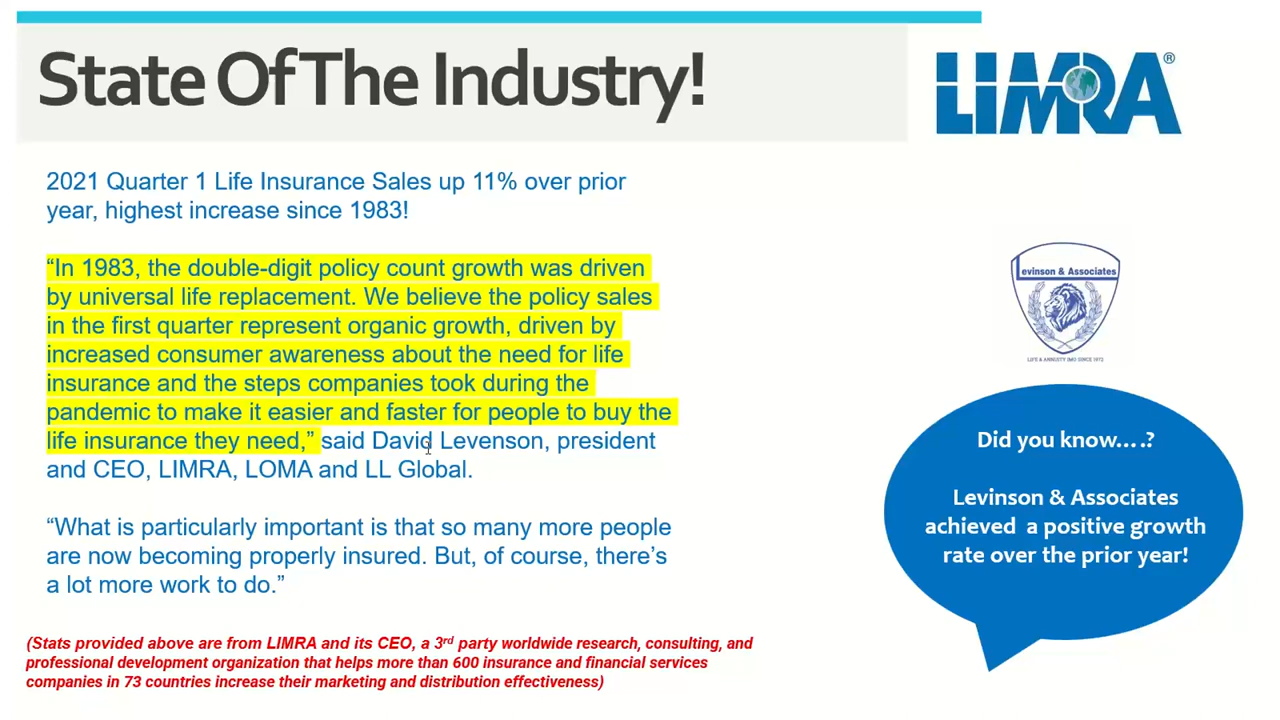 State Of The Industry!
LIMRA®
2021 Quarter 1 Life Insurance Sales up 11% over prior
year, highest increase since 1983!
“In 1983, the double-digit policy count growth was driven
by universal life replacement. We believe the policy sales
in the first quarter represent organic growth, driven by
increased consumer awareness about the need for life
insurance and the steps companies took during the
pandemic to make it easier and faster for people to buy the
life insurance they need,” said David Levenson, president
and CEO, LIMRA, LOMA and LL Global.
“What is particularly important is that so many more people
are now becoming properly insured. But, of course, there’s
a lot more work to do.”
(Stats provided above are from LIMRA and its CEO, a 3rd party worldwide research, consulting, and
professional development organization that helps more than 600 insurance and financial services
companies in 73 countries increase their marketing and distribution effectiveness)
Levinson & Associates
LIFE & ANNUITY IMO SINCE 1972
Did you know….?
Levinson & Associates
achieved a positive growth
rate over the prior year!